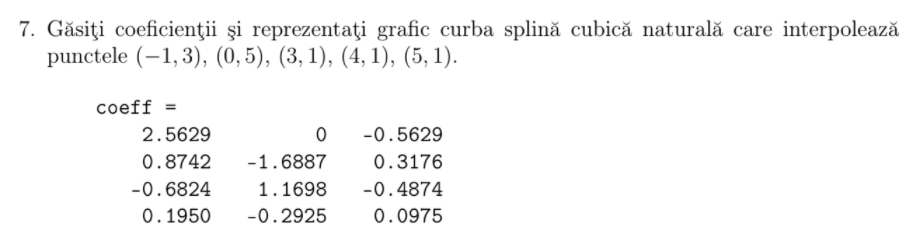 7. Găsiţi coeficienţii şi reprezentaţi grafic curba splină cubică naturală care interpolează
punctele (−1, 3), (0, 5), (3, 1), (4, 1), (5, 1).
coeff =
2.5629 0 -0.5629
0.8742 -1.6887 0.3176
-0.6824 1.1698 -0.4874
0.1950 -0.2925 0.0975